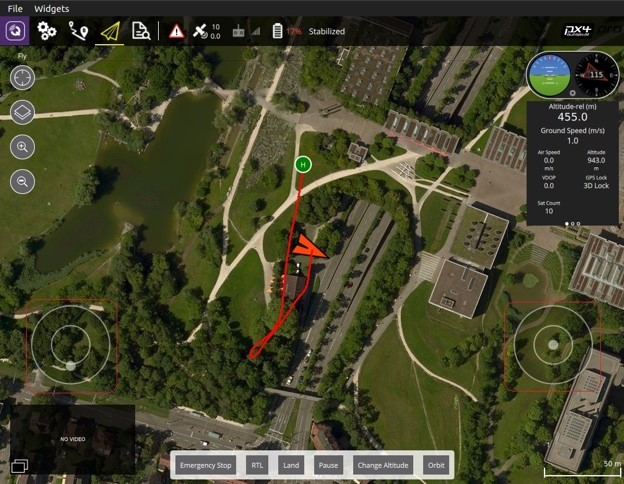 File Widgets
10
0.0
17% Stabilized
PX4
Fly
H
115
Altitude-rel (m)
455.0
Ground Speed (m/s)
1.0
Air Speed Altitude
0.0 943.0
m/s m
VDOP GPS Lock
0.0 3D Lock
Sat Count
10
NO VIDEO
Emergency Stop RTL Land Pause Change Altitude Orbit
50 m